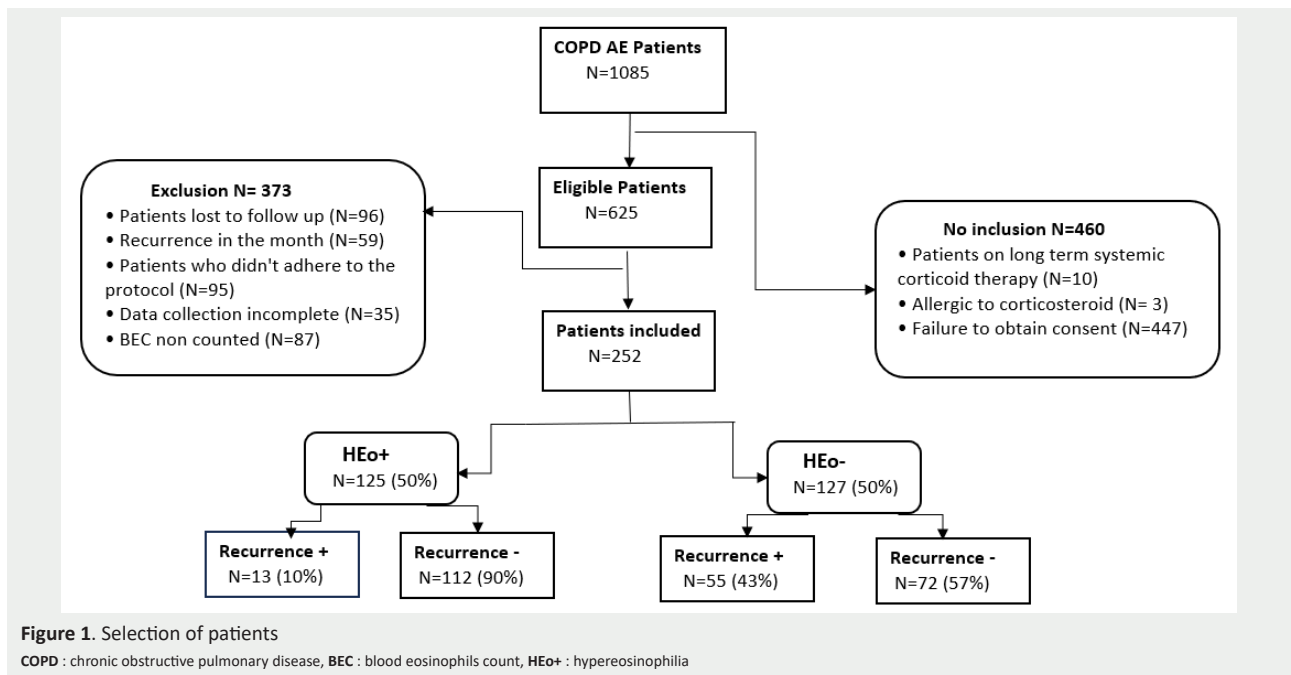 COPD AE Patients
N=1085
Eligible Patients
N=625
Exclusion N= 373
• Patients lost to follow up (N=96)
• Recurrence in the month (N=59)
• Patients who didn't adhere to the
protocol (N=95)
• Data collection incomplete (N=35)
• BEC non counted (N=87)
No inclusion N=460
• Patients on long term systemic
corticoid therapy (N=10)
• Allergic to corticosteroid (N= 3)
• Failure to obtain consent (N=447)
Patients included
N=252
HEo+
N=125 (50%)
HEo-
N=127 (50%)
Recurrence +
N=13 (10%)
Recurrence -
N=112 (90%)
Recurrence +
N=55 (43%)
Recurrence -
N=72 (57%)
Figure 1. Selection of patients
COPD : chronic obstructive pulmonary disease, BEC : blood eosinophils count, HEo+ : hypereosinophilia